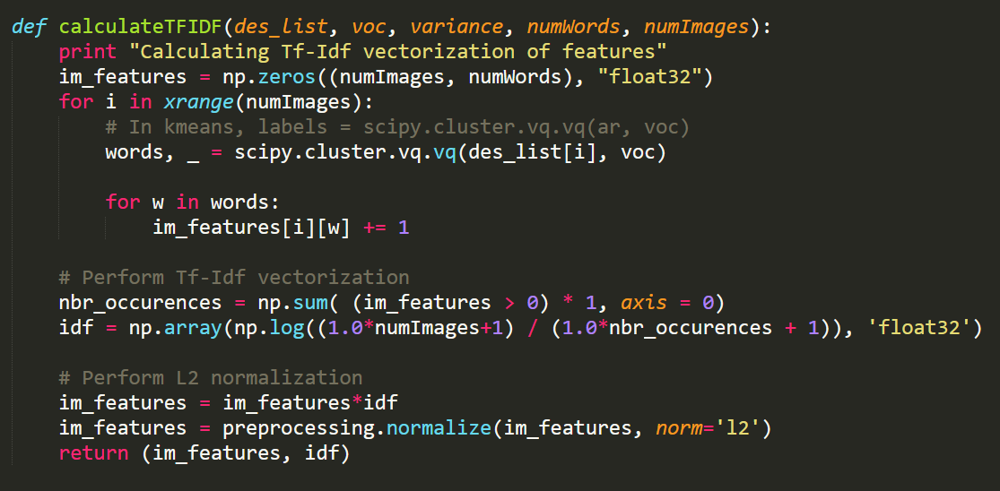 def calculateTFIDF(des_list, voc, variance, numWords, numImages):
    print "Calculating Tf-Idf vectorization of features"
    im_features = np.zeros((numImages, numWords), "float32")
    for i in xrange(numImages):
        # In kmeans, labels = scipy.cluster.vq.vq(ar, voc)
        words, _ = scipy.cluster.vq.vq(des_list[i], voc)

        for w in words:
            im_features[i][w] += 1

    # Perform Tf-Idf vectorization
    nbr_occurences = np.sum( (im_features > 0) * 1, axis = 0)
    idf = np.array(np.log((1.0*numImages+1) / (1.0*nbr_occurences + 1)), 'float32')

    # Perform L2 normalization
    im_features = im_features*idf
    im_features = preprocessing.normalize(im_features, norm='l2')
    return (im_features, idf)